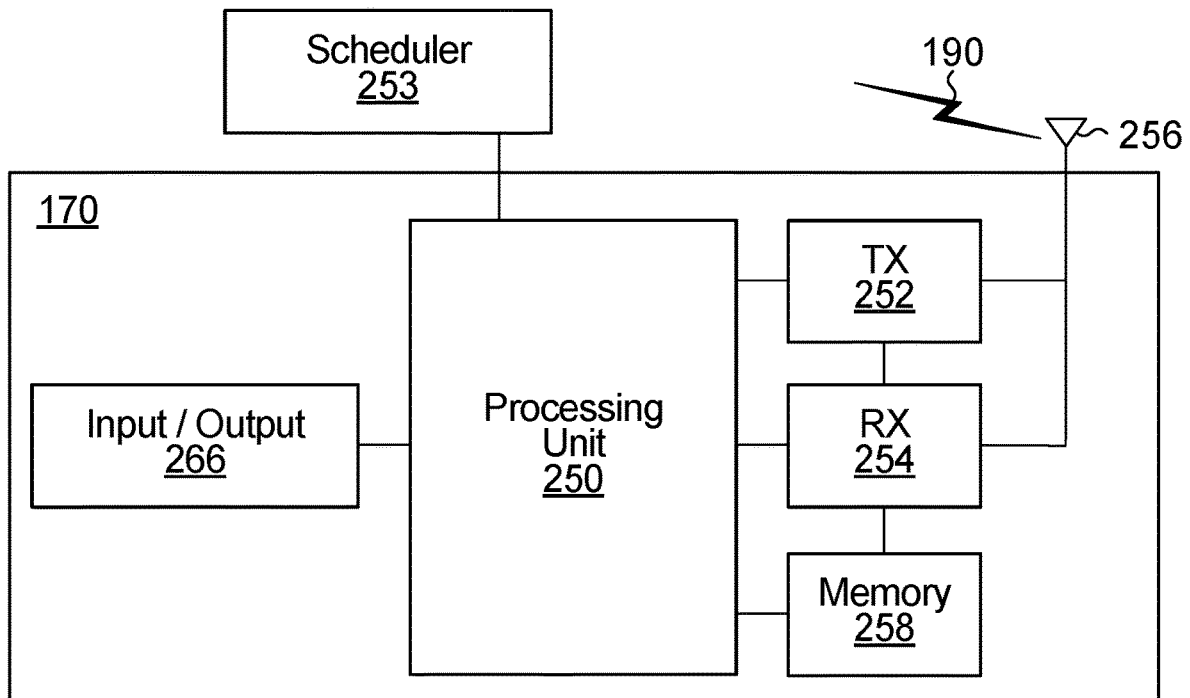 Scheduler
253
190
256
170
TX
252
Input / Output
266
Processing
Unit
250
RX
254
Memory
258